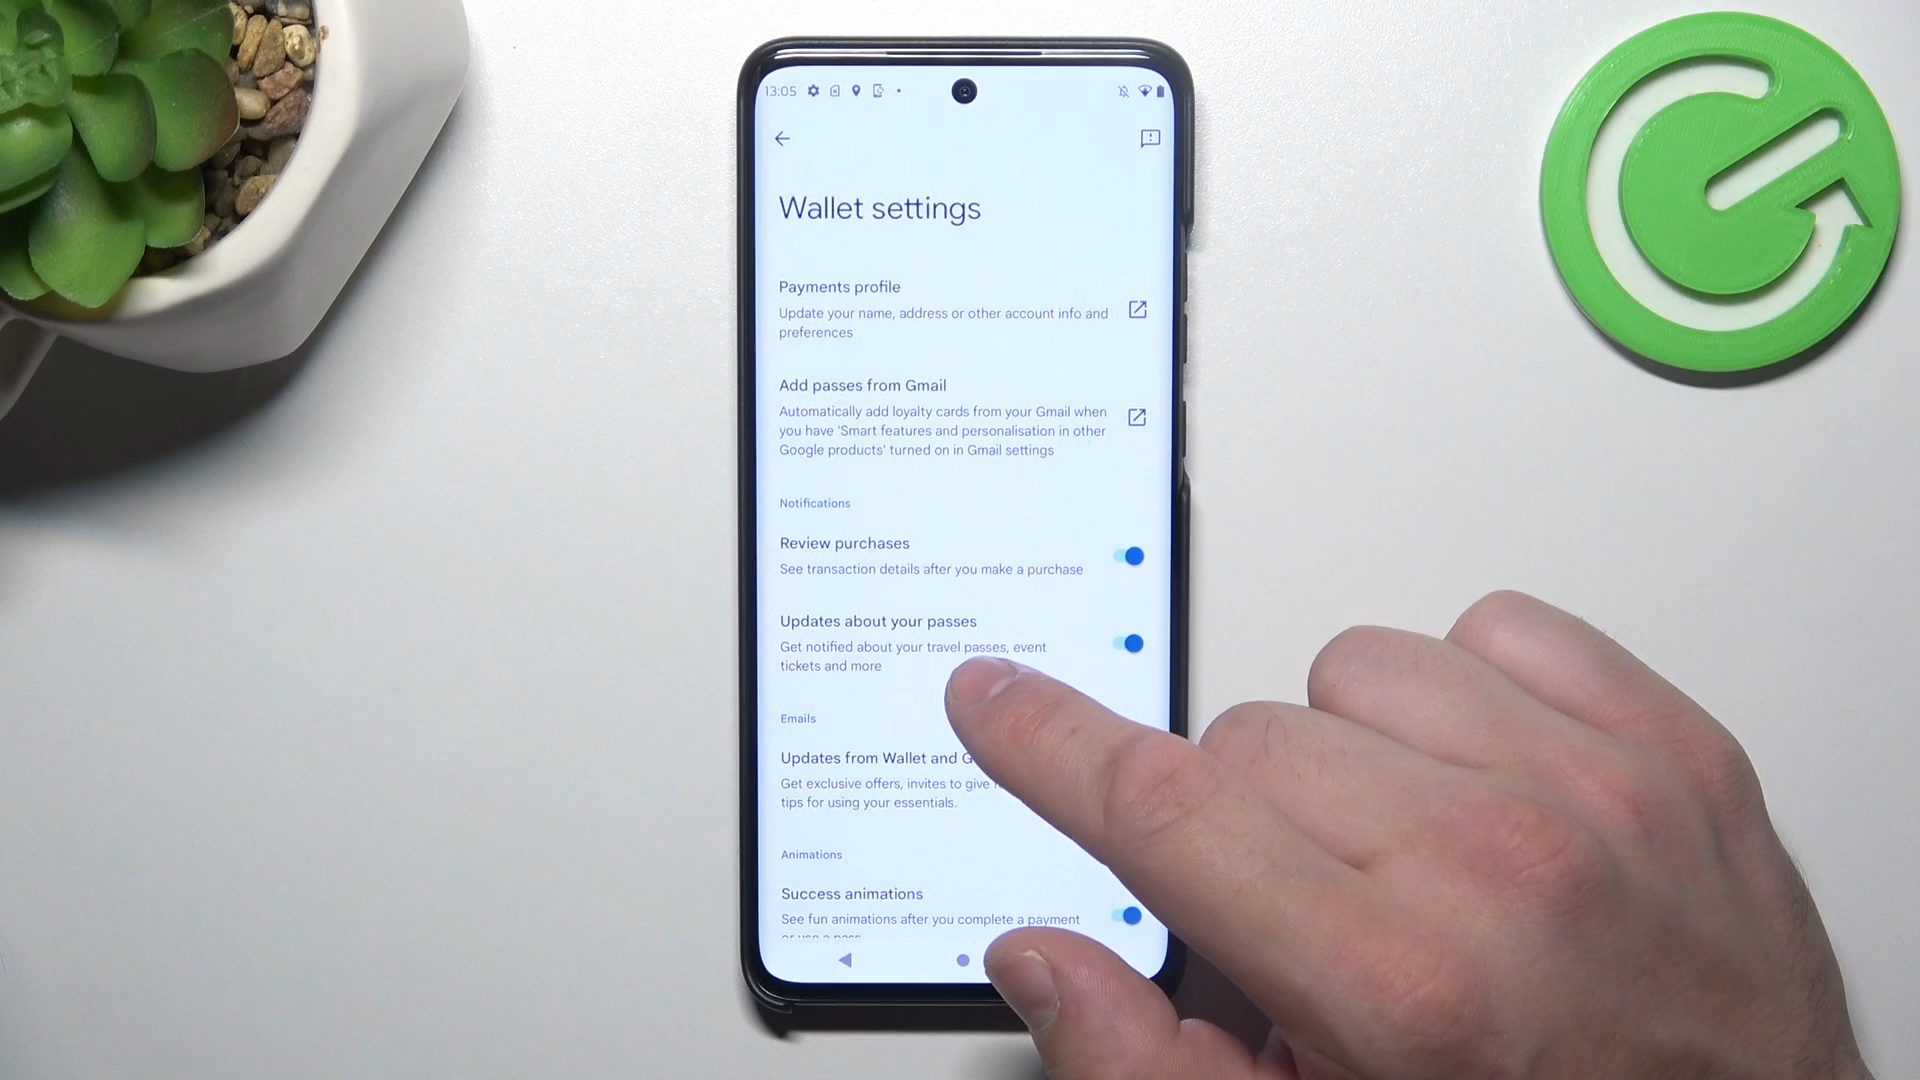 13:05
Wallet settings
Payments profile
Update your name, address or other account info and
preferences
Add passes from Gmail
Automatically add loyalty cards from your Gmail when
you have 'Smart features and personalisation in other
Google products' turned on in Gmail settings
Notifications
Review purchases
See transaction details after you make a purchase
Updates about your passes
Get notified about your travel passes, event
tickets and more
Emails
Updates from Wallet and
Get exclusive offers, invites to give
tips for using your essentials.
Animations
Success animations
See fun animations after you complete a payment
or use a pass